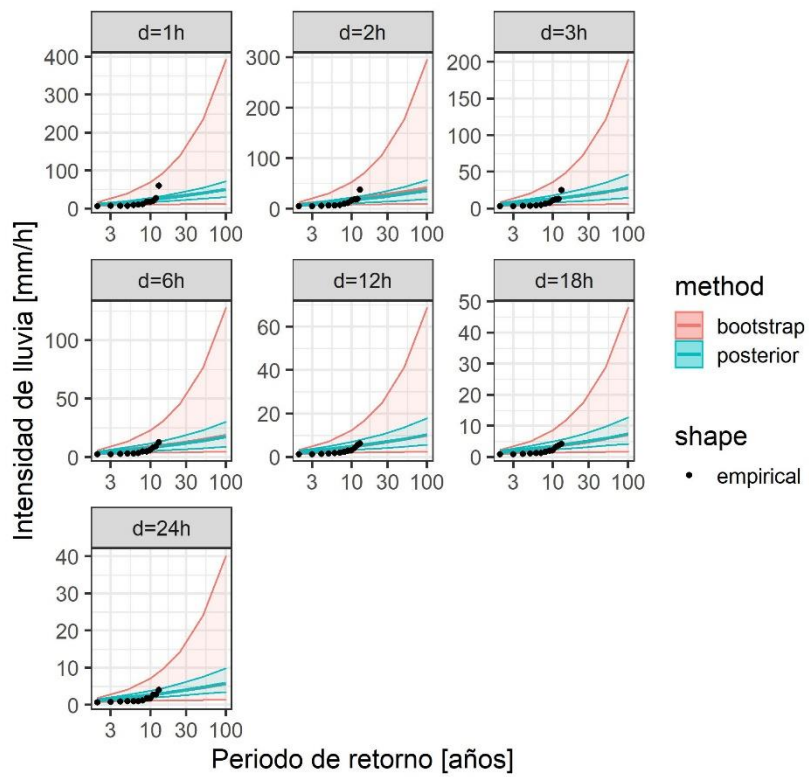 d=1h
d=2h
d=3h
400
300
200
100
0
300
200
100
0
200
150
100
50
0
3 10 30 100
3 10 30 100
3 10 30 100
d=6h
d=12h
d=18h
100
50
0
60
40
20
0
50
40
30
20
10
0
3 10 30 100
3 10 30 100
3 10 30 100
d=24h
40
30
20
10
0
3 10 30 100
Intensidad de lluvia [mm/h]
Periodo de retorno [años]
method
bootstrap
posterior
shape
empirical